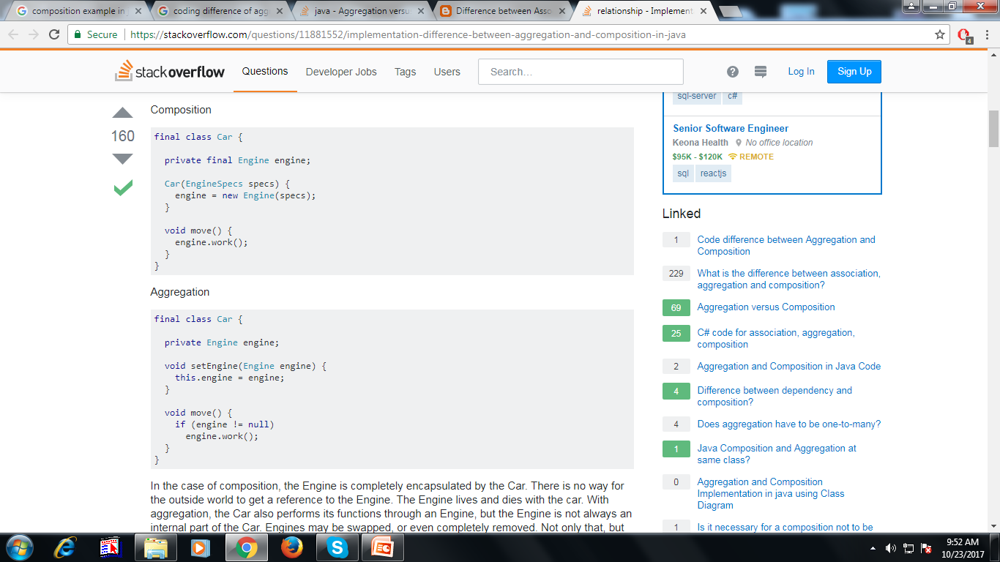 composition example in
coding difference of agg
java - Aggregation versu
Difference between Asso
relationship - Implement
Secure
https://stackoverflow.com/questions/11881552/implementation-difference-between-aggregation-and-composition-in-java
4
stackoverflow
Questions
Developer Jobs
Tags
Users
Search...
Log In
Sign Up
160
Composition
final class Car {
private final Engine engine;
Car(EngineSpecs specs) {
engine = new Engine(specs);
}
void move() {
engine.work();
}
}
Aggregation
final class Car {
private Engine engine;
void setEngine(Engine engine) {
this.engine = engine;
}
void move() {
if (engine != null)
engine.work();
}
}
In the case of composition, the Engine is completely encapsulated by the Car. There is no way for
the outside world to get a reference to the Engine. The Engine lives and dies with the car. With
aggregation, the Car also performs its functions through an Engine, but the Engine is not always an
internal part of the Car. Engines may be swapped, or even completely removed. Not only that, but
sql-server c#
Senior Software Engineer
Keona Health No office location
$95K - $120K REMOTE
sql reactjs
Linked
1 Code difference between Aggregation and
Composition
229 What is the difference between association,
aggregation and composition?
69 Aggregation versus Composition
25 C# code for association, aggregation,
composition
2 Aggregation and Composition in Java Code
4 Difference between dependency and
composition?
4 Does aggregation have to be one-to-many?
1 Java Composition and Aggregation at
same class?
0 Aggregation and Composition
Implementation in java using Class
Diagram
1 Is it necessary for a composition not to be
9:52 AM
10/23/2017